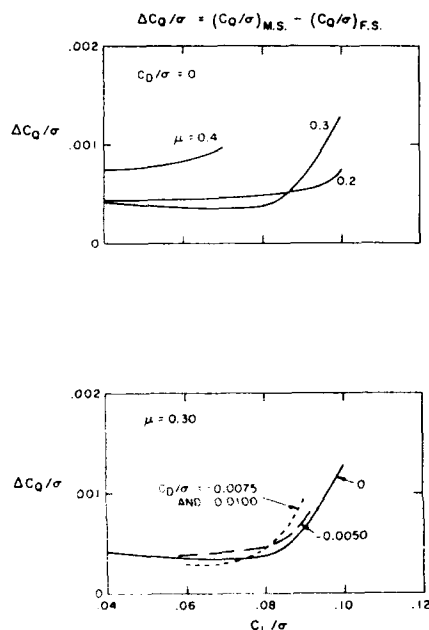 ΔC_Q/σ = (C_Q/σ)_M.S. - (C_Q/σ)_F.S.
.002
C_D/σ = 0
μ = 0.4
0.3
ΔC_Q/σ
.001
0.2
0
.002
μ = 0.30
ΔC_Q/σ
.001
C_D/σ = -0.0075
AND -0.0100
0
-0.0050
0
.04
.06
.08
.10
.12
C_L/σ